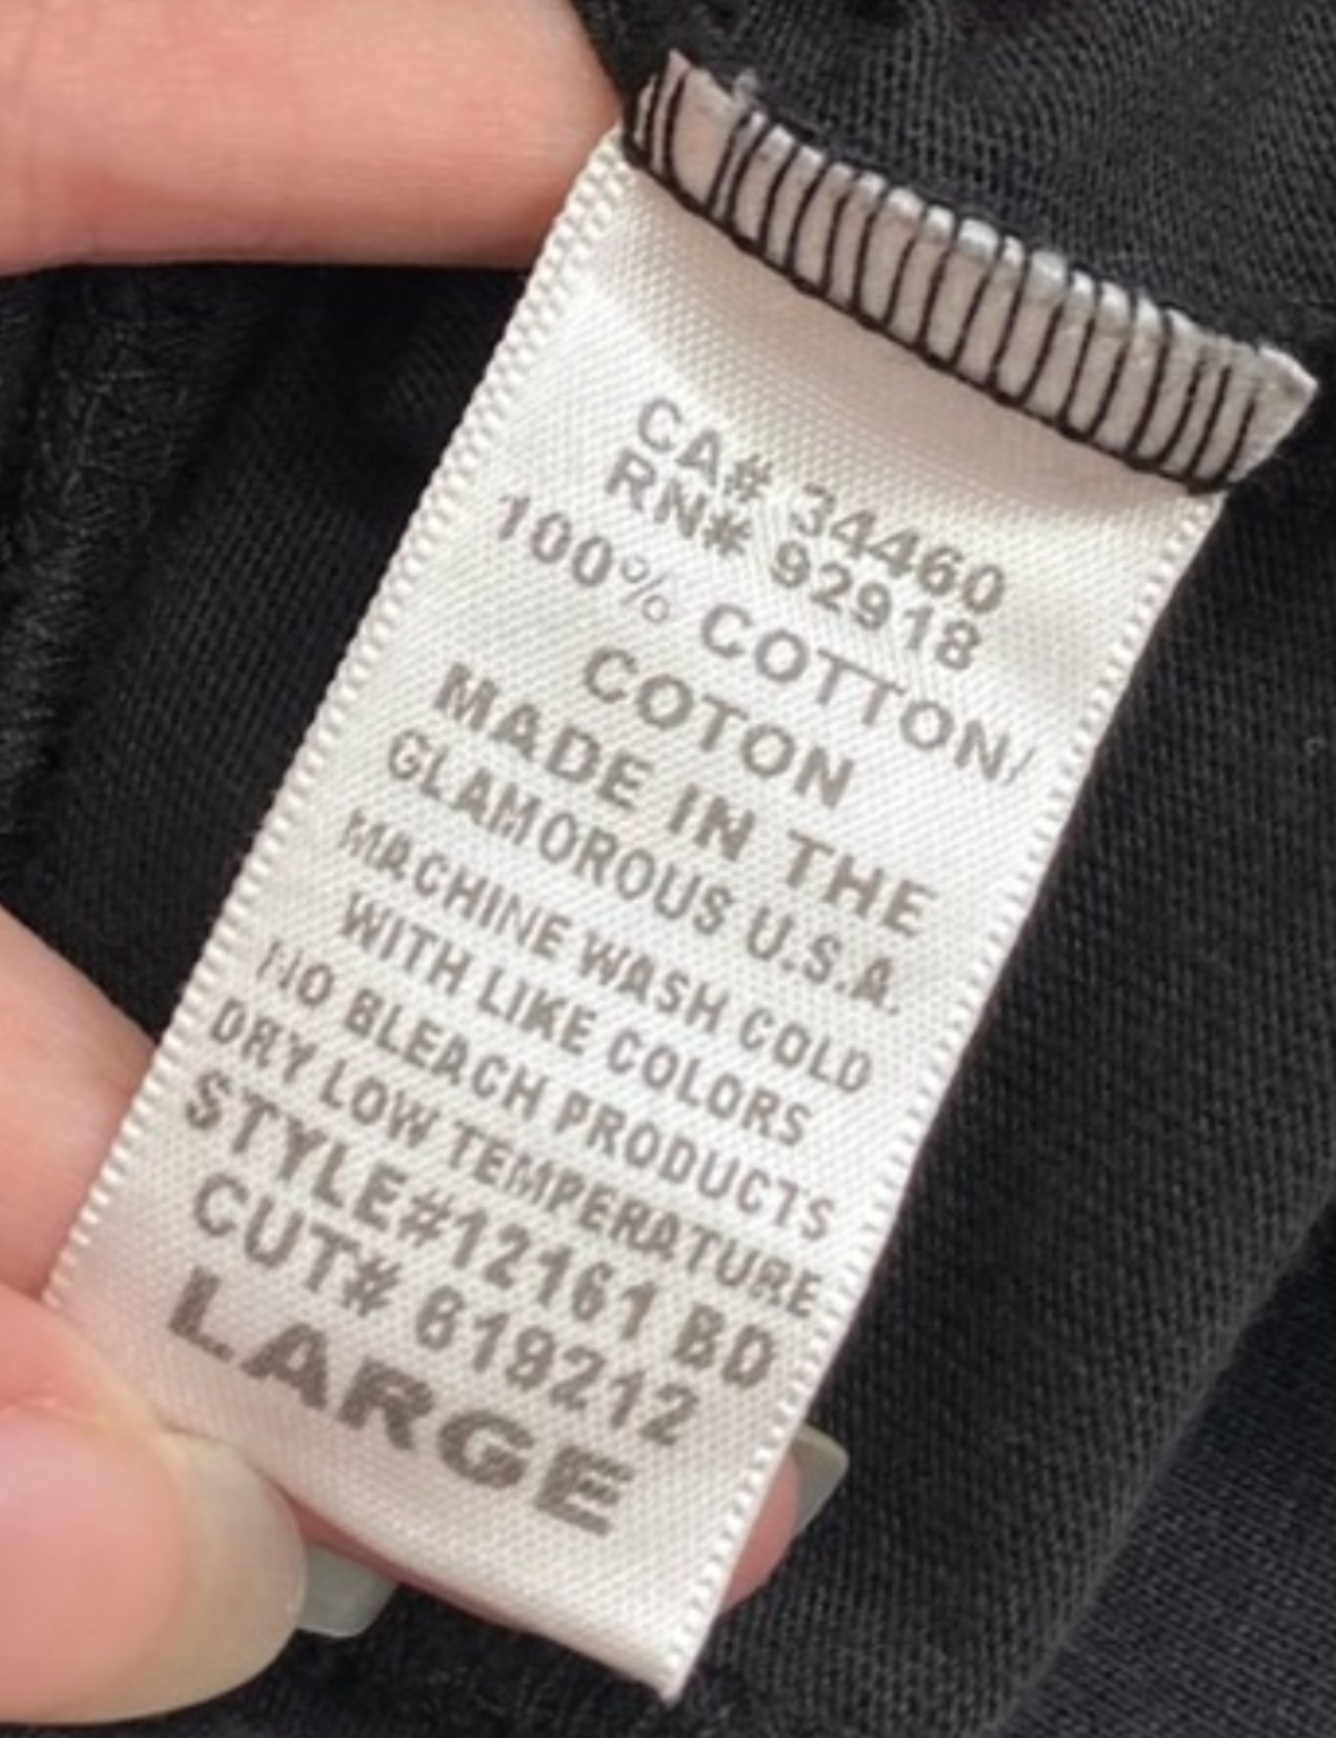 CA# 34460
RN# 92918
100% COTTON/
COTON
MADE IN THE
GLAMOROUS U.S.A.
MACHINE WASH COLD
WITH LIKE COLORS
NO BLEACH PRODUCTS
DRY LOW TEMPERATURE
STYLE#12161 BD
CUT# 619212
LARGE